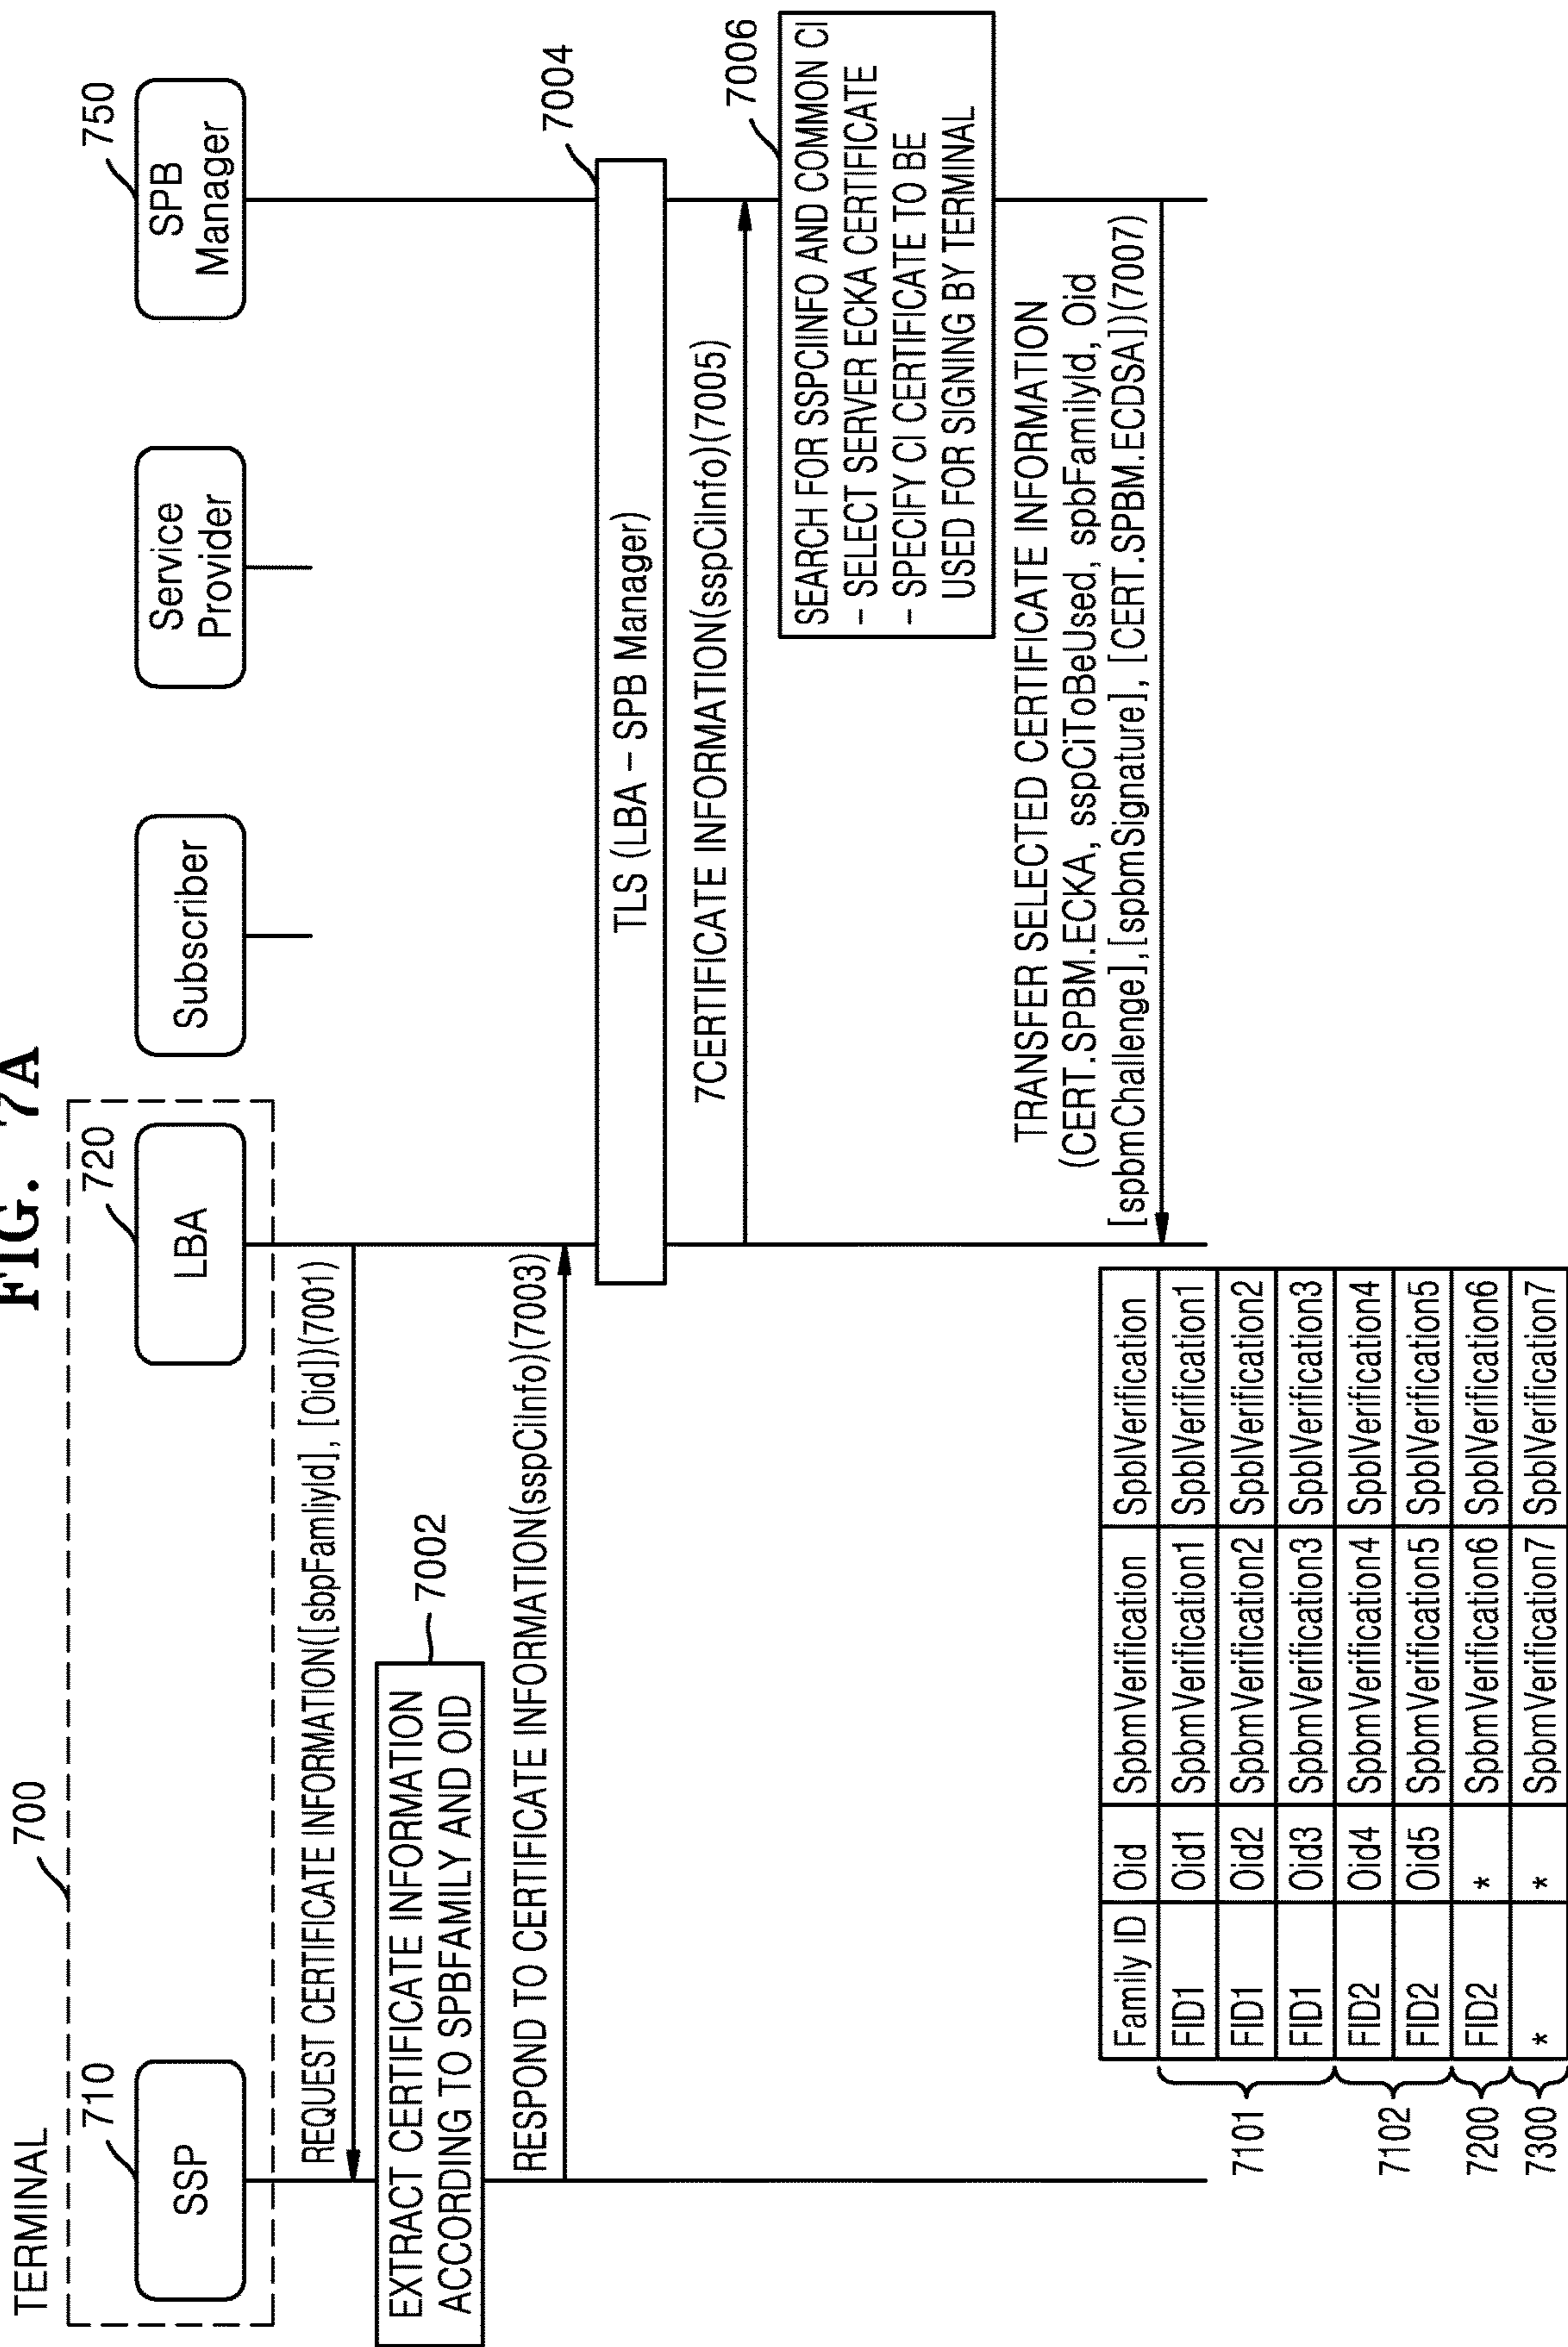 FIG. 7A
TERMINAL
700
710
SSP
720
LBA
Subscriber
Service
Provider
750
SPB
Manager
REQUEST CERTIFICATE INFORMATION([sbpFamliyId], [Oid])(7001)
EXTRACT CERTIFICATE INFORMATION
ACCORDING TO SPBFAMILY AND OID
7002
RESPOND TO CERTIFICATE INFORMATION(sspCiInfo)(7003)
7004
TLS (LBA – SPB Manager)
7CERTIFICATE INFORMATION(sspCiInfo)(7005)
7006
SEARCH FOR SSPCIINFO AND COMMON CI
– SELECT SERVER ECKA CERTIFICATE
– SPECIFY CI CERTIFICATE TO BE
USED FOR SIGNING BY TERMINAL
TRANSFER SELECTED CERTIFICATE INFORMATION
(CERT.SPBM.ECKA, sspCiToBeUsed, spbFamilyId, Oid
[spbmChallenge],[spbmSignature], [CERT.SPBM.ECDSA])(7007)
Family ID Oid SpbmVerification SpblVerification
FID1 Oid1 SpbmVerification1 SpblVerification1
FID1 Oid2 SpbmVerification2 SpblVerification2
FID1 Oid3 SpbmVerification3 SpblVerification3
FID2 Oid4 SpbmVerification4 SpblVerification4
FID2 Oid5 SpbmVerification5 SpblVerification5
FID2 * SpbmVerification6 SpblVerification6
* * SpbmVerification7 SpblVerification7
7101
7102
7200
7300